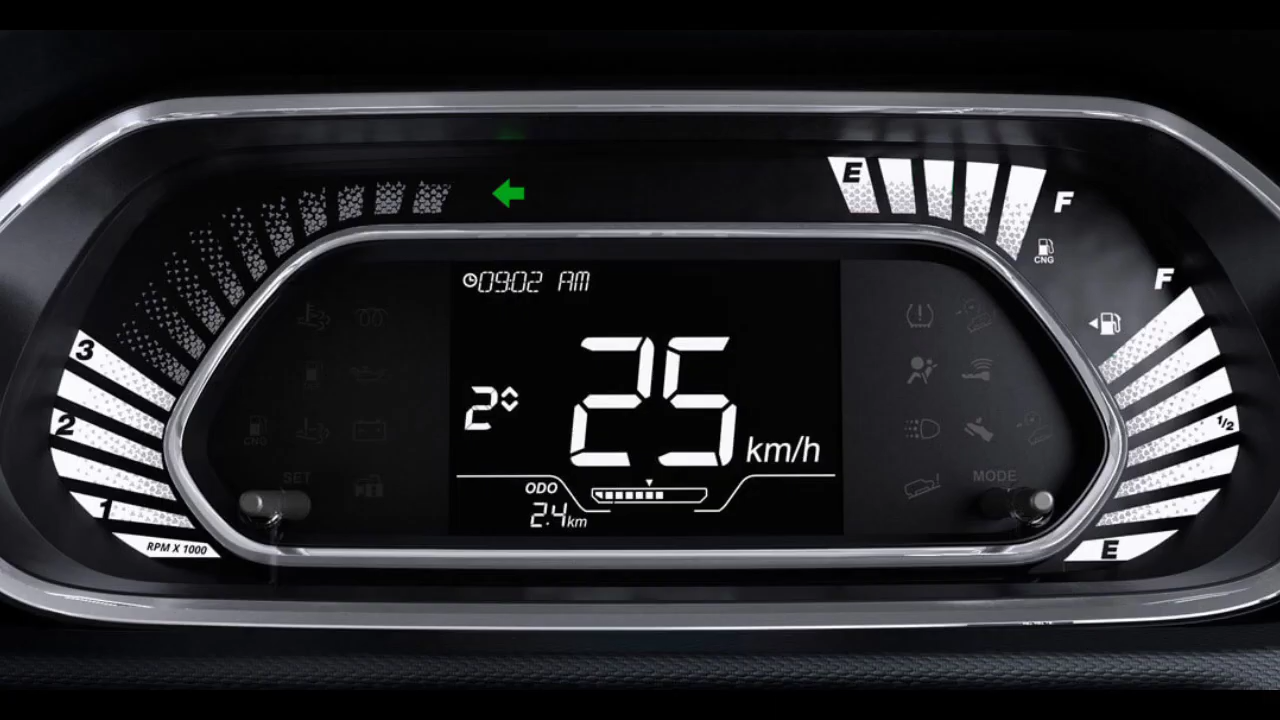 E
F
CNG
F
09:02 AM
3
2
2
25 km/h
1/2
CNG
SET
MODE
ODO
1
2.4km
RPM X 1000
E